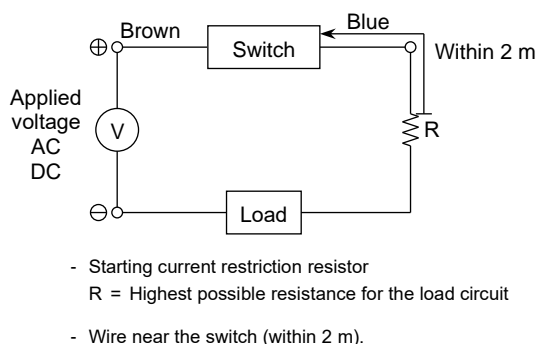 Brown
Blue
⊕
Switch
Within 2 m
Applied
voltage
AC
DC
V
R
⊖
Load
- Starting current restriction resistor
R = Highest possible resistance for the load circuit
- Wire near the switch (within 2 m).